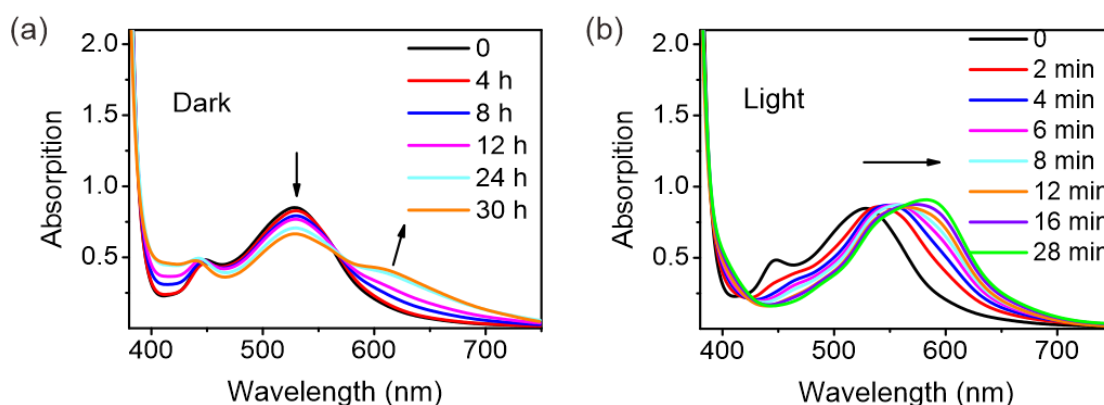 (a)
2.0
1.5
1.0
0.5
Absorpition
Dark
0
4 h
8 h
12 h
24 h
30 h
400 500 600 700
Wavelength (nm)
(b)
2.0
1.5
1.0
0.5
Absorpition
Light
0
2 min
4 min
6 min
8 min
12 min
16 min
28 min
400 500 600 700
Wavelength (nm)